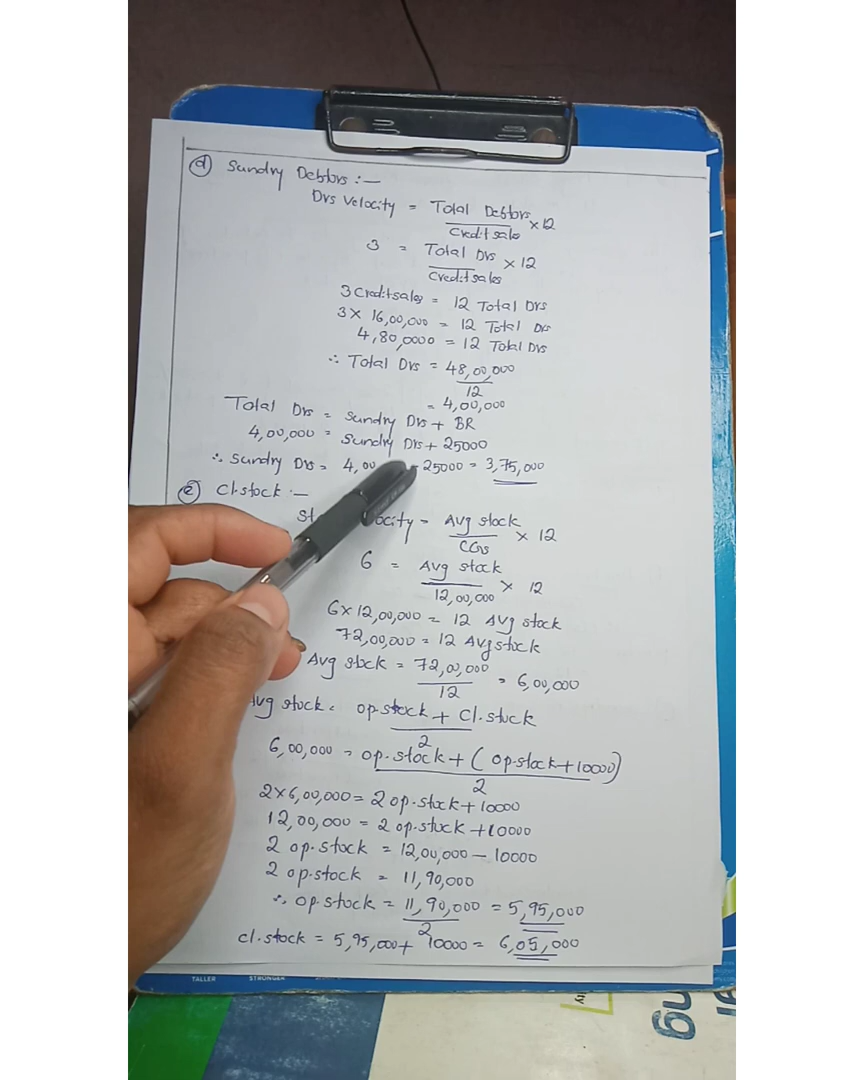 (d) Sundry Debtors :—
Drs Velocity = Total Debtors / Credit sale × 12
3 = Total Drs / Credit sales × 12
3 Credit sales = 12 Total Drs
3 × 16,00,000 = 12 Total Drs
4,80,0000 = 12 Total Drs
∴ Total Drs = 48,00,000 / 12
= 4,00,000
Total Drs = Sundry Drs + BR
4,00,000 = Sundry Drs + 25000
∴ Sundry Drs = 4,00 - 25000 = 3,75,000
(e) Cl.stock :—
St ocity = Avg stock / CGS × 12
6 = Avg stock / 12,00,000 × 12
6 × 12,00,000 = 12 Avg stock
72,00,000 = 12 Avg stock
Avg stock = 72,00,000 / 12 = 6,00,000
Avg stock = op.stock + Cl.stock / 2
6,00,000 = op.stock + ( op.stock + 10000) / 2
2 × 6,00,000 = 2 op.stock + 10000
12,00,000 = 2 op.stock + 10000
2 op.stock = 12,00,000 — 10000
2 op.stock = 11,90,000
∴ op.stock = 11,90,000 / 2 = 5,95,000
cl.stock = 5,95,000 + 10000 = 6,05,000
TALLER STRONGER